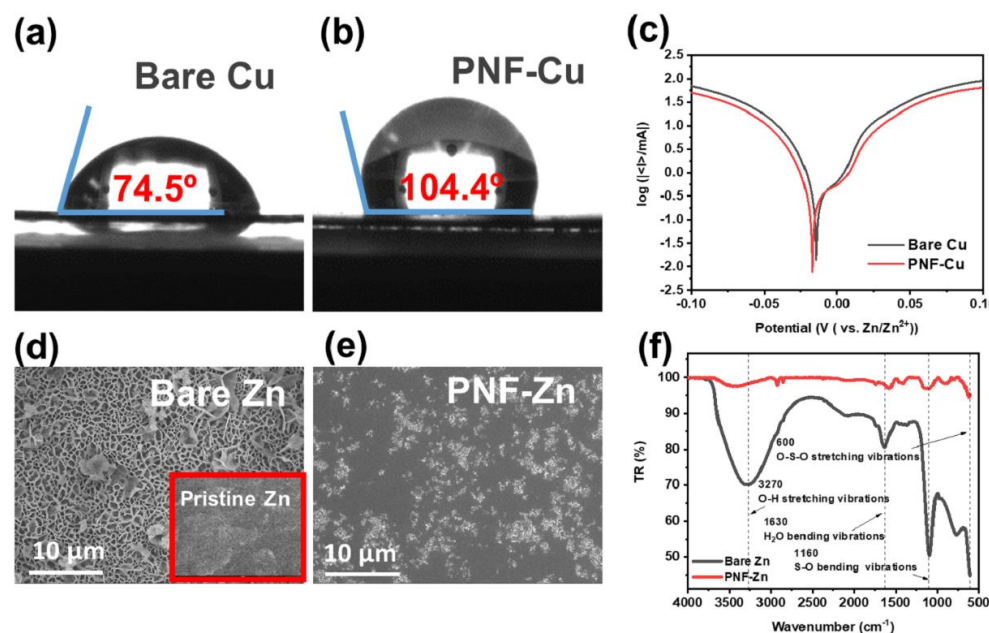 (a)
Bare Cu
74.5º
(b)
PNF-Cu
104.4º
(c)
2.5
2.0
1.5
1.0
0.5
0.0
-0.5
-1.0
-1.5
-2.0
-2.5
log (|<I>/mA|)
Bare Cu
PNF-Cu
-0.10
-0.05
0.00
0.05
0.10
Potential (V ( vs. Zn/Zn²⁺))
(d)
Bare Zn
Pristine Zn
10 µm
(e)
PNF-Zn
10 µm
(f)
100
90
80
70
60
50
TR (%)
600
O-S-O stretching vibrations
3270
O-H stretching vibrations
1630
H₂O bending vibrations
1160
S-O bending vibrations
Bare Zn
PNF-Zn
4000 3500 3000 2500 2000 1500 1000 500
Wavenumber (cm⁻¹)